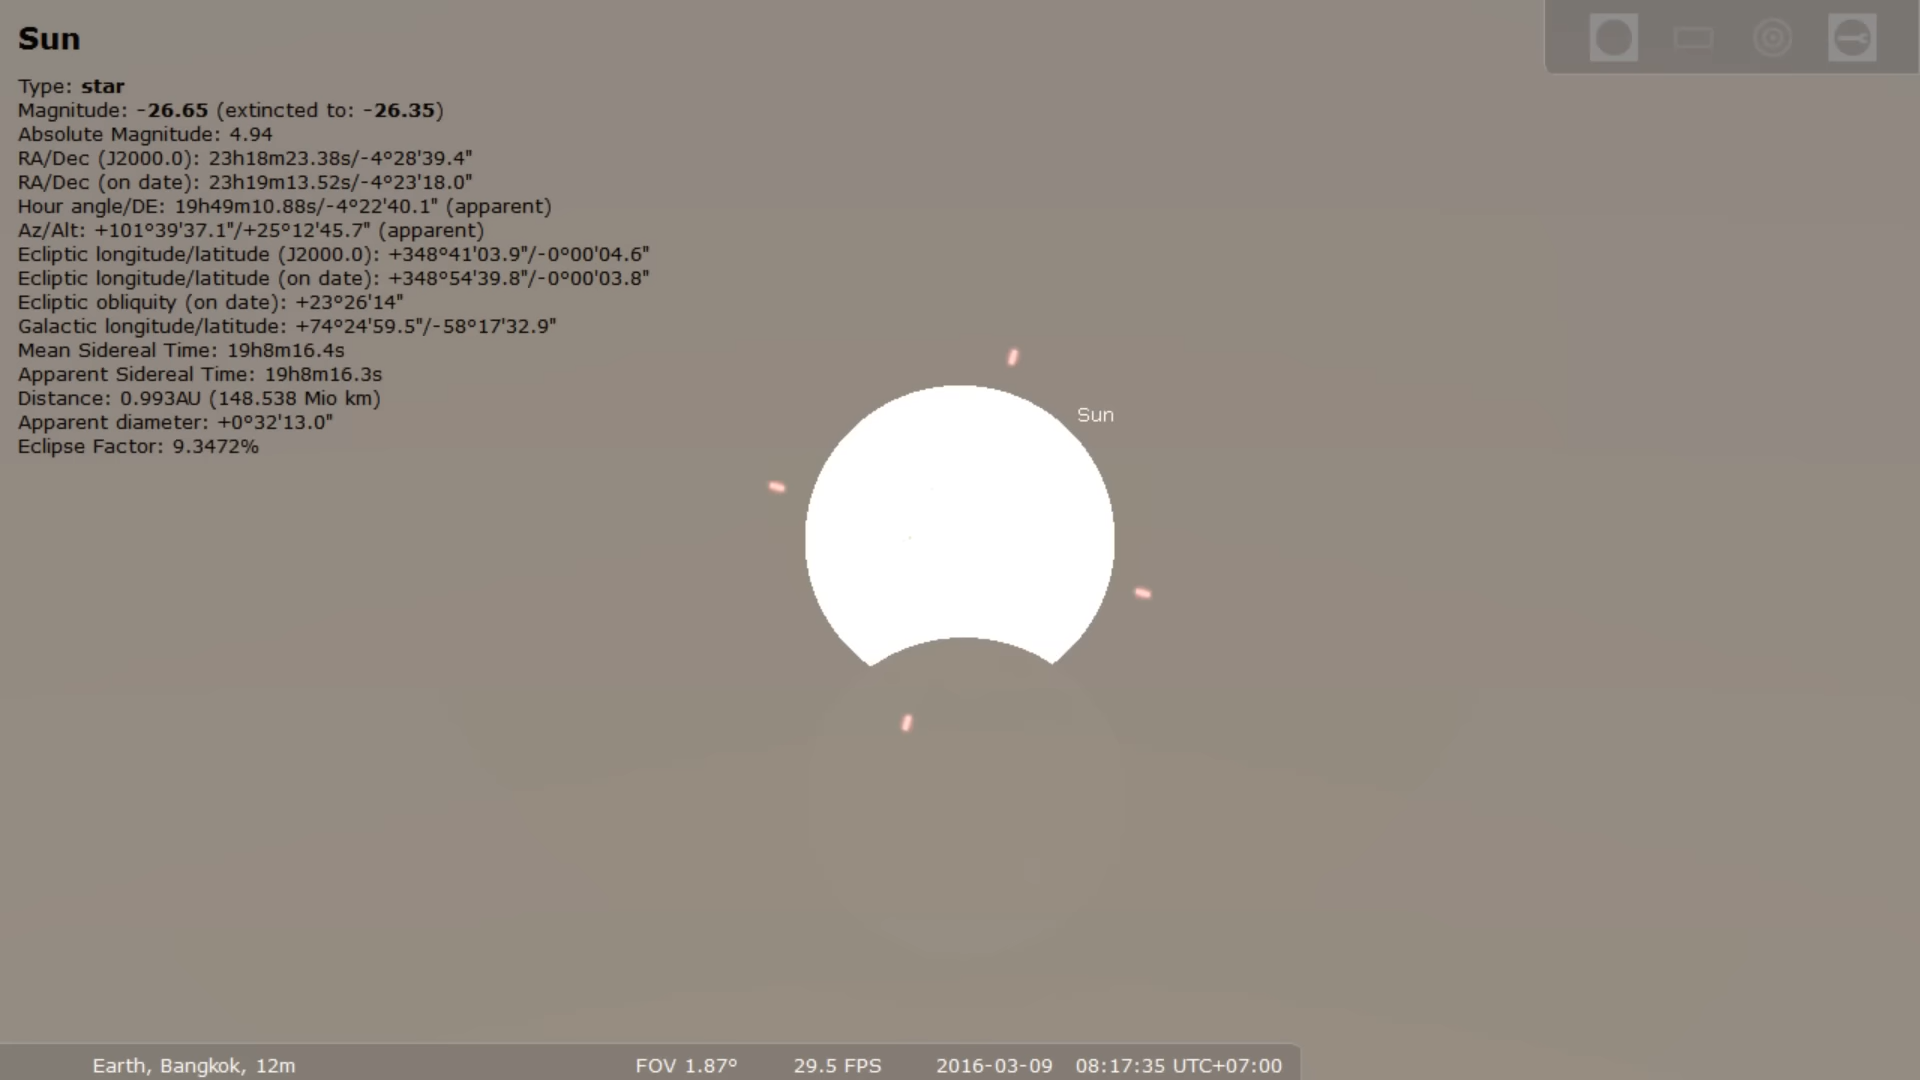 Sun
Type: star
Magnitude: -26.65 (extincted to: -26.35)
Absolute Magnitude: 4.94
RA/Dec (J2000.0): 23h18m23.38s/-4°28'39.4"
RA/Dec (on date): 23h19m13.52s/-4°23'18.0"
Hour angle/DE: 19h49m10.88s/-4°22'40.1" (apparent)
Az/Alt: +101°39'37.1"/+25°12'45.7" (apparent)
Ecliptic longitude/latitude (J2000.0): +348°41'03.9"/-0°00'04.6"
Ecliptic longitude/latitude (on date): +348°54'39.8"/-0°00'03.8"
Ecliptic obliquity (on date): +23°26'14"
Galactic longitude/latitude: +74°24'59.5"/-58°17'32.9"
Mean Sidereal Time: 19h8m16.4s
Apparent Sidereal Time: 19h8m16.3s
Distance: 0.993AU (148.538 Mio km)
Apparent diameter: +0°32'13.0"
Eclipse Factor: 9.3472%
Sun
Earth, Bangkok, 12m FOV 1.87° 29.5 FPS 2016-03-09 08:17:35 UTC+07:00